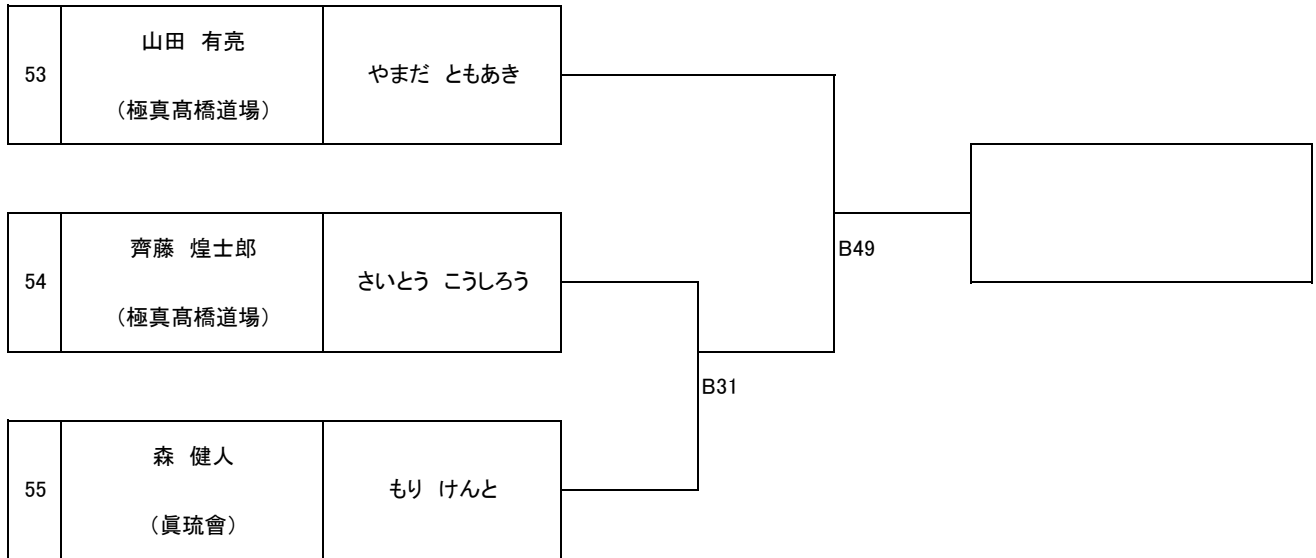 53
山田 有亮
(極真髙橋道場)
やまだ ともあき
54
齊藤 煌士郎
(極真髙橋道場)
さいとう こうしろう
B49
B31
55
森 健人
(眞琉會)
もり けんと